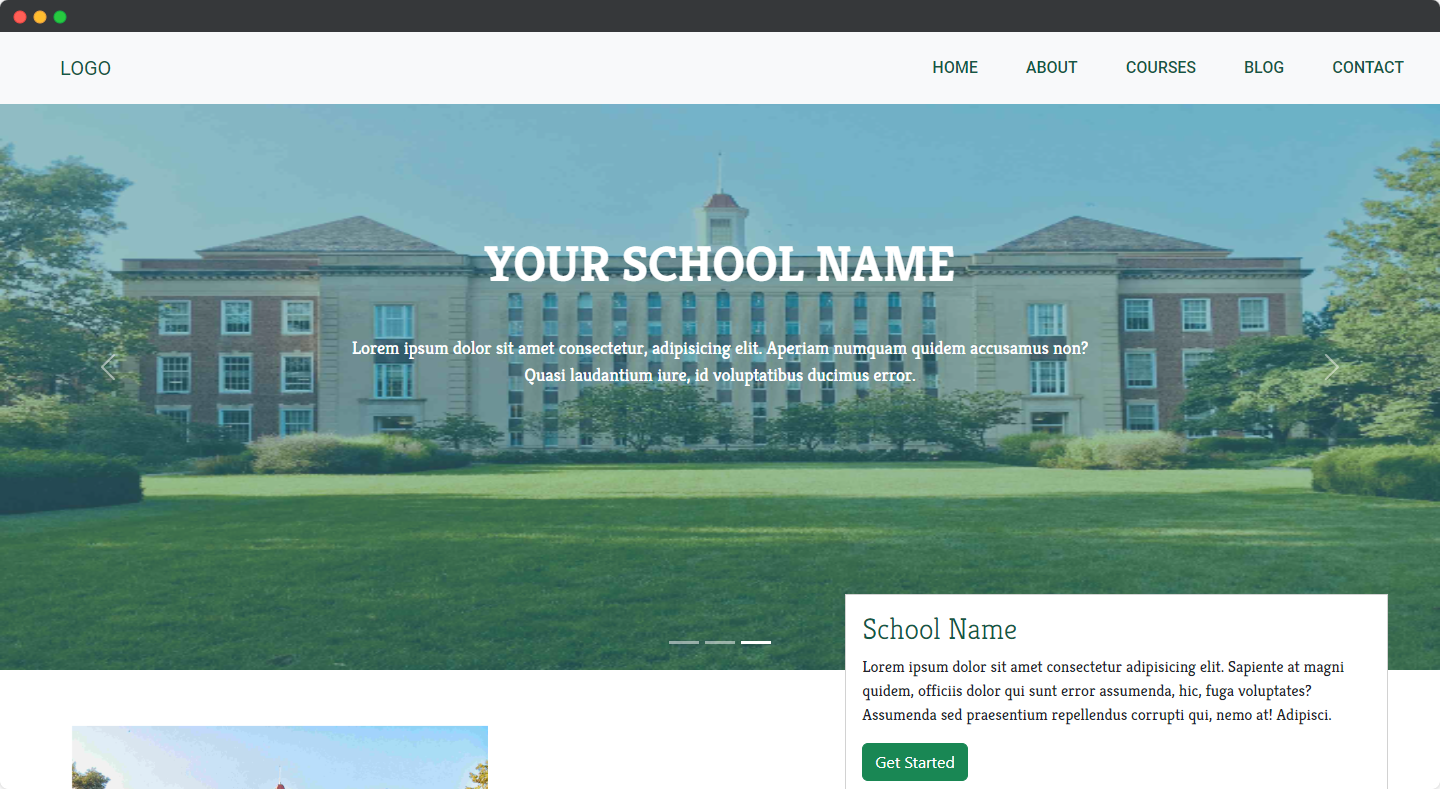 LOGO
HOME ABOUT COURSES BLOG CONTACT
YOUR SCHOOL NAME
Lorem ipsum dolor sit amet consectetur, adipisicing elit. Aperiam numquam quidem accusamus non?
Quasi laudantium iure, id voluptatibus ducimus error.
School Name
Lorem ipsum dolor sit amet consectetur adipisicing elit. Sapiente at magni
quidem, officiis dolor qui sunt error assumenda, hic, fuga voluptates?
Assumenda sed praesentium repellendus corrupti qui, nemo at! Adipisci.
Get Started